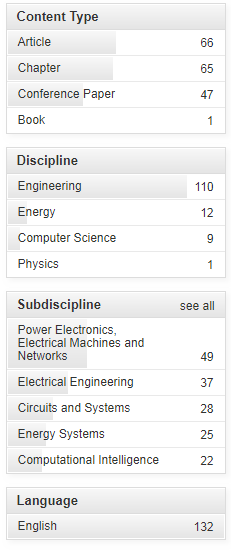 Content Type
Article 66
Chapter 65
Conference Paper 47
Book 1
Discipline
Engineering 110
Energy 12
Computer Science 9
Physics 1
Subdiscipline see all
Power Electronics,
Electrical Machines and
Networks 49
Electrical Engineering 37
Circuits and Systems 28
Energy Systems 25
Computational Intelligence 22
Language
English 132